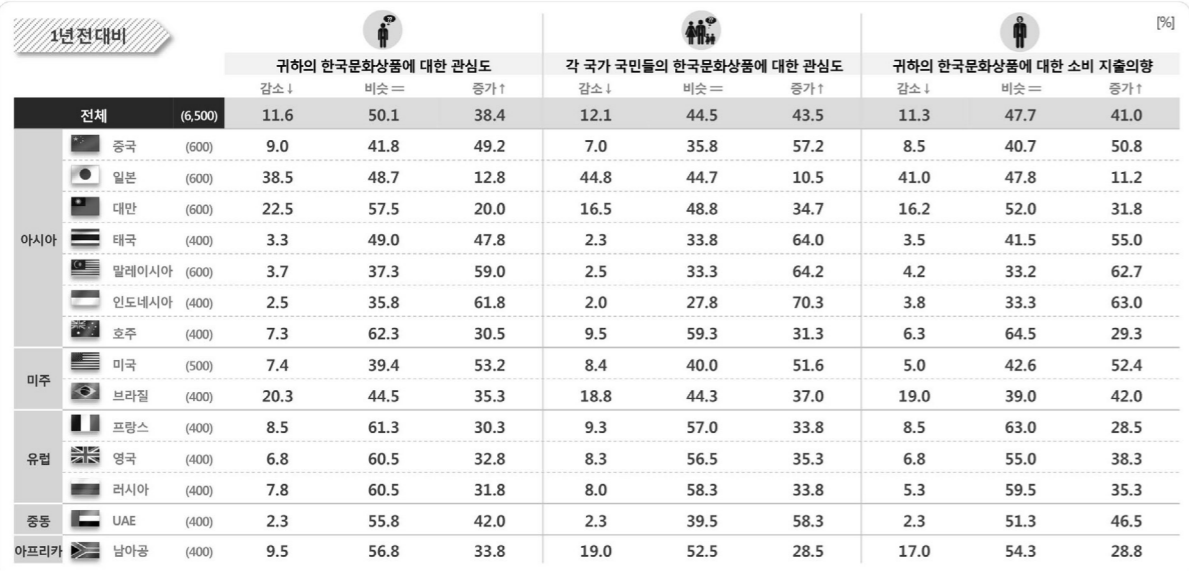 1년전대비
[%]
귀하의 한국문화상품에 대한 관심도 각 국가 국민들의 한국문화상품에 대한 관심도 귀하의 한국문화상품에 대한 소비 지출의향
감소↓ 비슷＝ 증가↑ 감소↓ 비슷＝ 증가↑ 감소↓ 비슷＝ 증가↑
전체 (6,500) 11.6 50.1 38.4 12.1 44.5 43.5 11.3 47.7 41.0
아시아 중국 (600) 9.0 41.8 49.2 7.0 35.8 57.2 8.5 40.7 50.8
일본 (600) 38.5 48.7 12.8 44.8 44.7 10.5 41.0 47.8 11.2
대만 (600) 22.5 57.5 20.0 16.5 48.8 34.7 16.2 52.0 31.8
태국 (400) 3.3 49.0 47.8 2.3 33.8 64.0 3.5 41.5 55.0
말레이시아 (600) 3.7 37.3 59.0 2.5 33.3 64.2 4.2 33.2 62.7
인도네시아 (400) 2.5 35.8 61.8 2.0 27.8 70.3 3.8 33.3 63.0
호주 (400) 7.3 62.3 30.5 9.5 59.3 31.3 6.3 64.5 29.3
미주 미국 (500) 7.4 39.4 53.2 8.4 40.0 51.6 5.0 42.6 52.4
브라질 (400) 20.3 44.5 35.3 18.8 44.3 37.0 19.0 39.0 42.0
유럽 프랑스 (400) 8.5 61.3 30.3 9.3 57.0 33.8 8.5 63.0 28.5
영국 (400) 6.8 60.5 32.8 8.3 56.5 35.3 6.8 55.0 38.3
러시아 (400) 7.8 60.5 31.8 8.0 58.3 33.8 5.3 59.5 35.3
중동 UAE (400) 2.3 55.8 42.0 2.3 39.5 58.3 2.3 51.3 46.5
아프리카 남아공 (400) 9.5 56.8 33.8 19.0 52.5 28.5 17.0 54.3 28.8